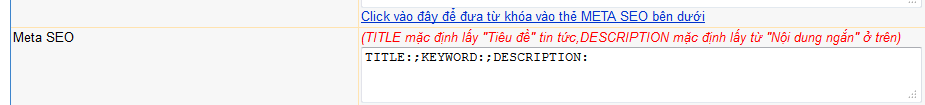 Click vào đây để đưa từ khóa vào thẻ META SEO bên dưới
Meta SEO
(TITLE mặc định lấy "Tiêu đề" tin tức,DESCRIPTION mặc định lấy từ "Nội dung ngắn" ở trên)
TITLE:;KEYWORD:;DESCRIPTION: